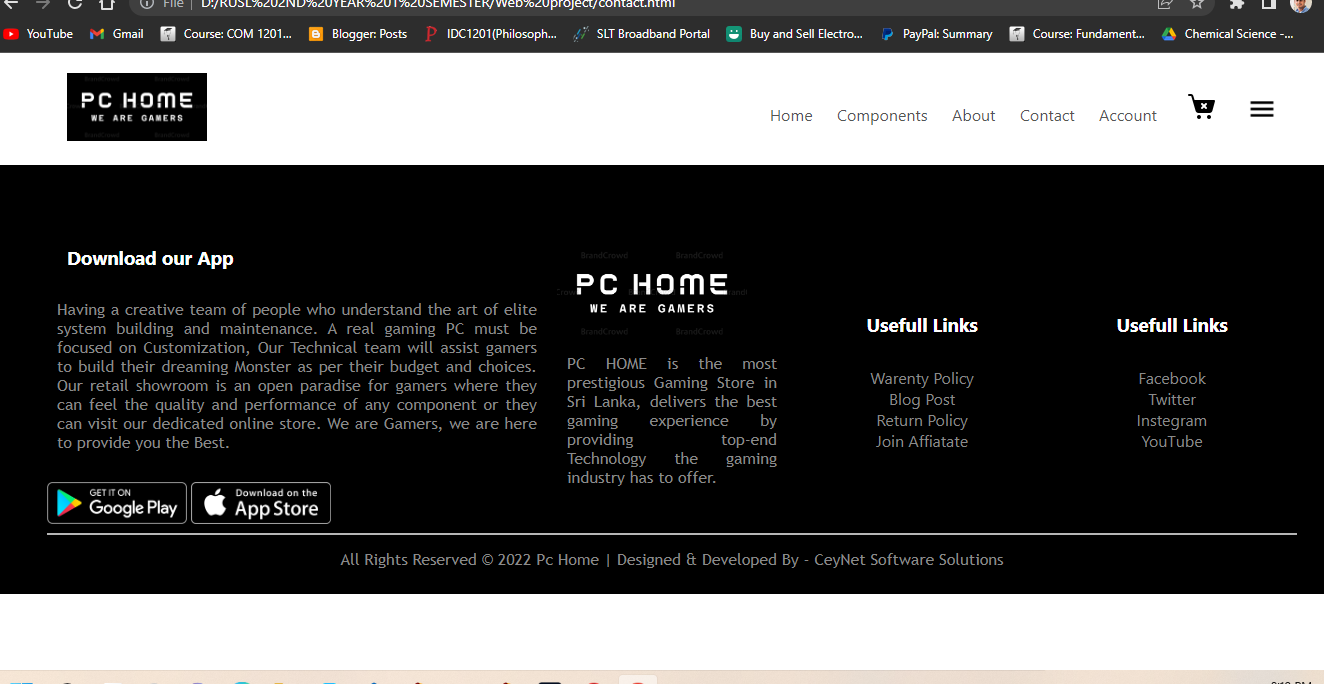 File | D:/RUSL%202ND%20YEAR%201%20SEMESTER/Web%20project/contact.html
YouTube Gmail Course: COM 1201... Blogger: Posts IDC1201(Philosoph... SLT Broadband Portal Buy and Sell Electro... PayPal: Summary Course: Fundament... Chemical Science -...
PC HOME
WE ARE GAMERS
Home Components About Contact Account
Download our App
Having a creative team of people who understand the art of elite
system building and maintenance. A real gaming PC must be
focused on Customization, Our Technical team will assist gamers
to build their dreaming Monster as per their budget and choices.
Our retail showroom is an open paradise for gamers where they
can feel the quality and performance of any component or they
can visit our dedicated online store. We are Gamers, we are here
to provide you the Best.
GET IT ON
Google Play
Download on the
App Store
BrandCrowd BrandCrowd
PC HOME
WE ARE GAMERS
BrandCrowd BrandCrowd
PC HOME is the most
prestigious Gaming Store in
Sri Lanka, delivers the best
gaming experience by
providing top-end
Technology the gaming
industry has to offer.
Usefull Links
Warenty Policy
Blog Post
Return Policy
Join Affiatate
Usefull Links
Facebook
Twitter
Instegram
YouTube
All Rights Reserved © 2022 Pc Home | Designed & Developed By - CeyNet Software Solutions